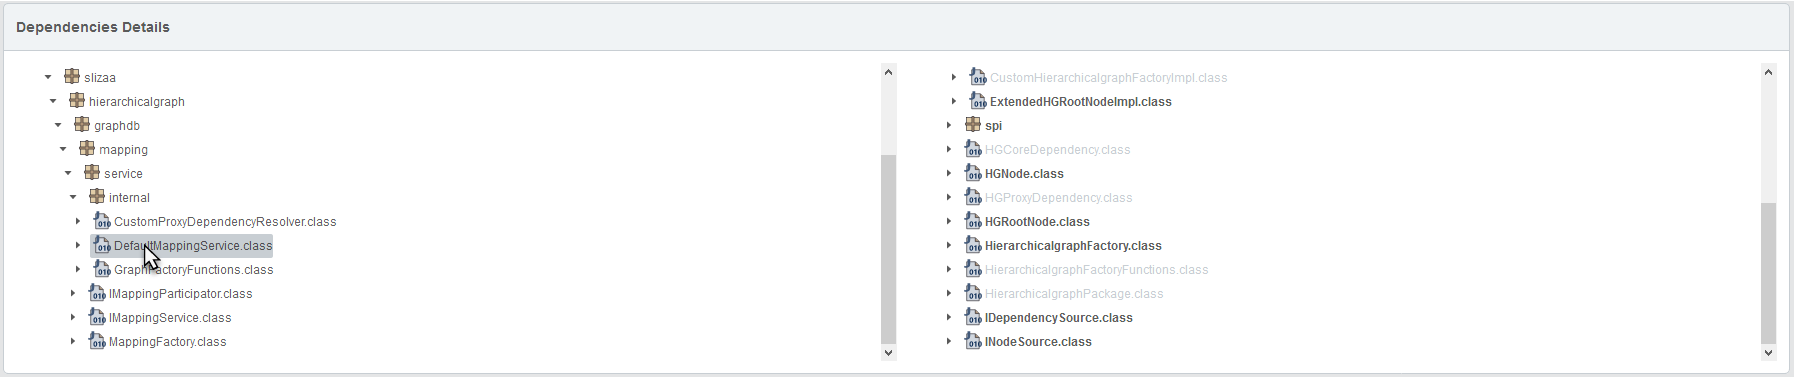 Dependencies Details
slizaa
hierarchicalgraph
graphdb
mapping
service
internal
CustomProxyDependencyResolver.class
DefaultMappingService.class
GraphFactoryFunctions.class
IMappingParticipator.class
IMappingService.class
MappingFactory.class
CustomHierarchicalgraphFactoryImpl.class
ExtendedHGRootNodeImpl.class
spi
HGCoreDependency.class
HGNode.class
HGProxyDependency.class
HGRootNode.class
HierarchicalgraphFactory.class
HierarchicalgraphFactoryFunctions.class
HierarchicalgraphPackage.class
IDependencySource.class
INodeSource.class